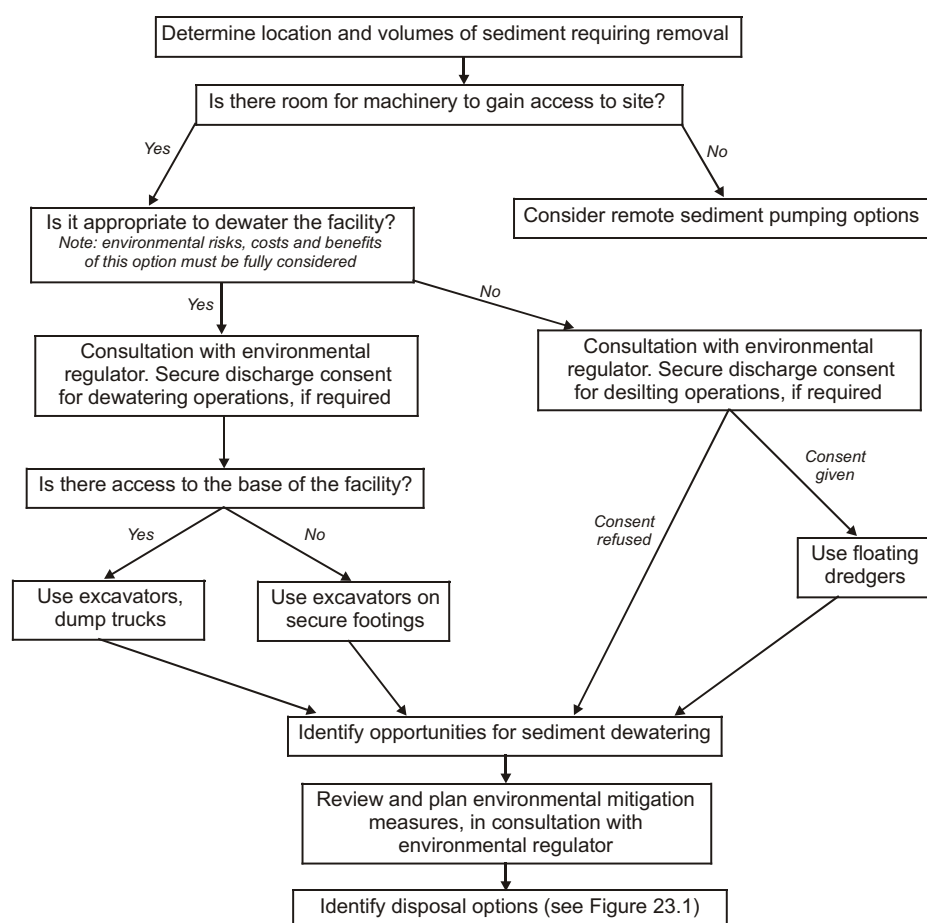 Determine location and volumes of sediment requiring removal
Is there room for machinery to gain access to site?
Yes
No
Is it appropriate to dewater the facility?
Note: environmental risks, costs and benefits
of this option must be fully considered
Consider remote sediment pumping options
Yes
No
Consultation with environmental
regulator. Secure discharge consent
for dewatering operations, if required
Consultation with environmental
regulator. Secure discharge consent
for desilting operations, if required
Is there access to the base of the facility?
Yes
No
Consent
refused
Consent
given
Use excavators,
dump trucks
Use excavators on
secure footings
Use floating
dredgers
Identify opportunities for sediment dewatering
Review and plan environmental mitigation
measures, in consultation with
environmental regulator
Identify disposal options (see Figure 23.1)